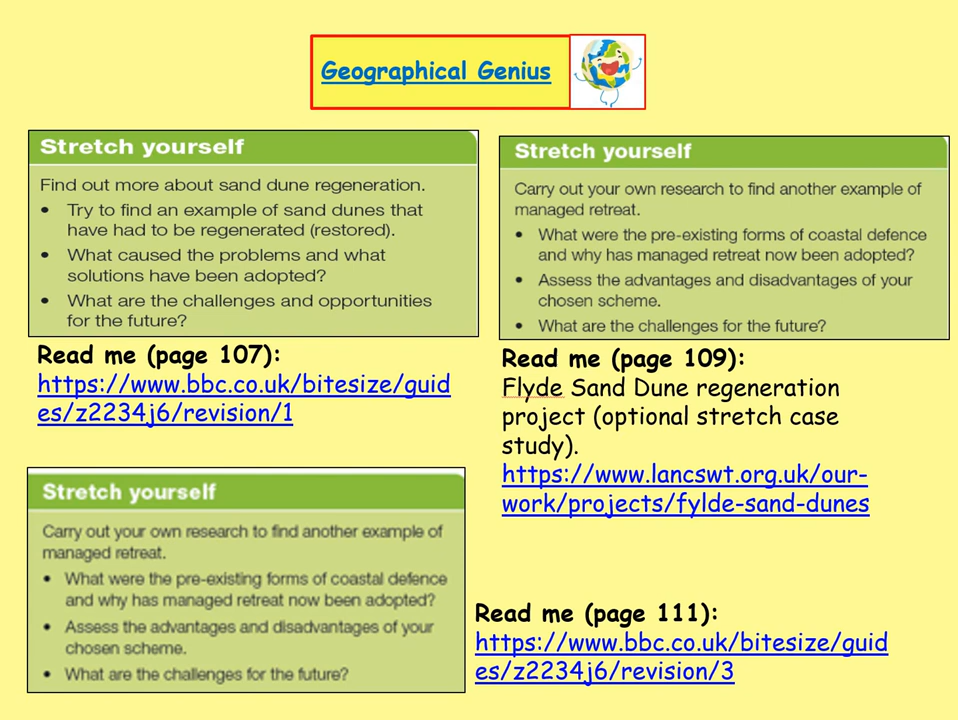 Geographical Genius
Stretch yourself
Find out more about sand dune regeneration.
• Try to find an example of sand dunes that
have had to be regenerated (restored).
• What caused the problems and what
solutions have been adopted?
• What are the challenges and opportunities
for the future?
Read me (page 107):
https://www.bbc.co.uk/bitesize/guid
es/z2234j6/revision/1
Stretch yourself
Carry out your own research to find another example of
managed retreat.
• What were the pre-existing forms of coastal defence
and why has managed retreat now been adopted?
• Assess the advantages and disadvantages of your
chosen scheme.
• What are the challenges for the future?
Read me (page 109):
Flyde Sand Dune regeneration
project (optional stretch case
study).
https://www.lancswt.org.uk/our-
work/projects/fylde-sand-dunes
Stretch yourself
Carry out your own research to find another example of
managed retreat.
• What were the pre-existing forms of coastal defence
and why has managed retreat now been adopted?
• Assess the advantages and disadvantages of your
chosen scheme.
• What are the challenges for the future?
Read me (page 111):
https://www.bbc.co.uk/bitesize/guid
es/z2234j6/revision/3